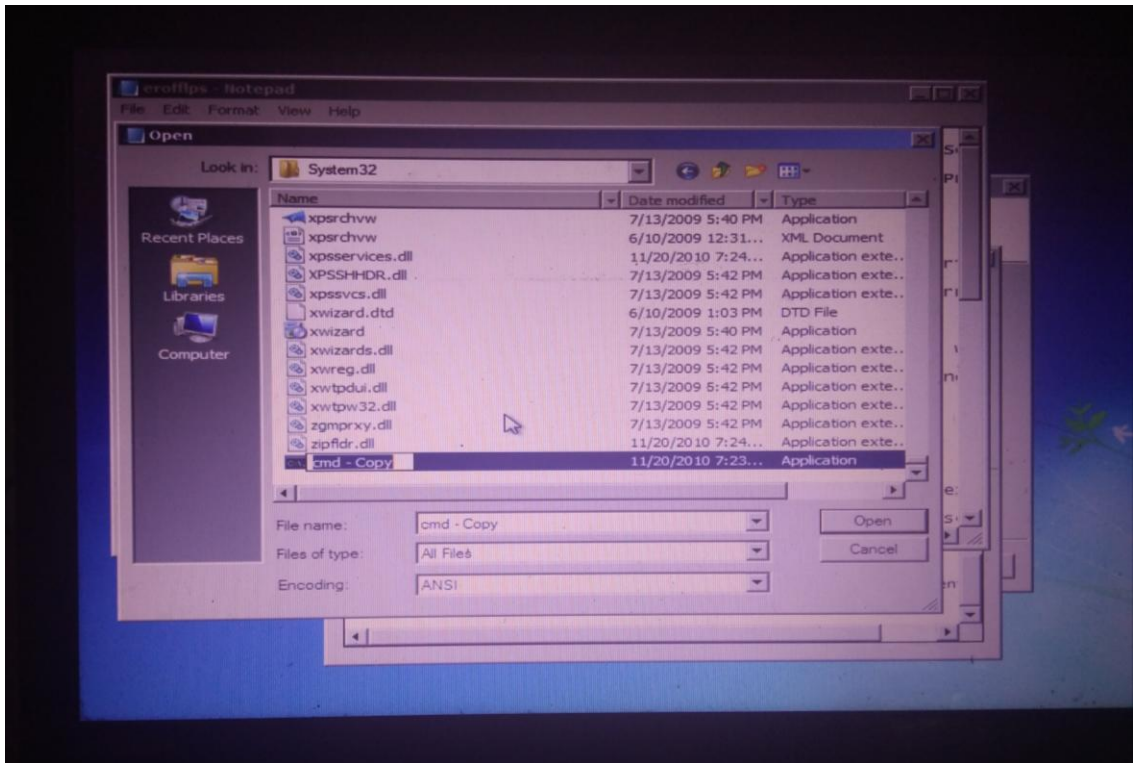 erofflps - Notepad
File Edit Format View Help
Open
Look in: System32
Name Date modified Type
Recent Places
Libraries
Computer
xpsrchvw 7/13/2009 5:40 PM Application
xpsrchvw 6/10/2009 12:31... XML Document
xpsservices.dll 11/20/2010 7:24... Application exte..
XPSSHHDR.dll 7/13/2009 5:42 PM Application exte..
xpssvcs.dll 7/13/2009 5:42 PM Application exte..
xwizard.dtd 6/10/2009 1:03 PM DTD File
xwizard 7/13/2009 5:40 PM Application
xwizards.dll 7/13/2009 5:42 PM Application exte..
xwreg.dll 7/13/2009 5:42 PM Application exte..
xwtpdui.dll 7/13/2009 5:42 PM Application exte..
xwtpw32.dll 7/13/2009 5:42 PM Application exte..
zgmprxy.dll 7/13/2009 5:42 PM Application exte..
zipfldr.dll 11/20/2010 7:24... Application exte..
cmd - Copy 11/20/2010 7:23... Application
File name: cmd - Copy Open
Files of type: All Files Cancel
Encoding: ANSI